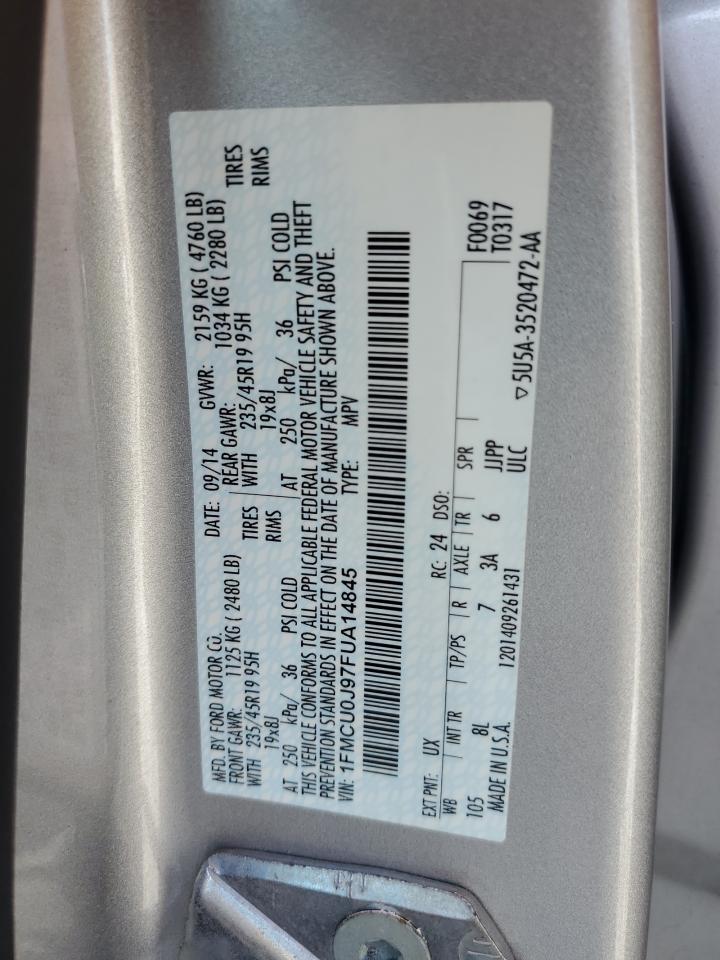 MFD. BY FORD MOTOR CO. DATE: 09/14 GVWR: 2159 KG ( 4760 LB)
FRONT GAWR: 1125 KG ( 2480 LB) REAR GAWR: 1034 KG ( 2280 LB)
WITH 235/45R19 95H TIRES WITH 235/45R19 95H TIRES
19x8J RIMS 19x8J RIMS
AT 250 kPa/ 36 PSI COLD AT 250 kPa/ 36 PSI COLD
THIS VEHICLE CONFORMS TO ALL APPLICABLE FEDERAL MOTOR VEHICLE SAFETY AND THEFT
PREVENTION STANDARDS IN EFFECT ON THE DATE OF MANUFACTURE SHOWN ABOVE.
VIN: 1FMCU0J97FUA14845 TYPE: MPV
EXT PNT: UX RC: 24 DSO:
WB INT TR TP/PS R AXLE TR SPR F0069
105 8L 7 3A 6 JJPP T0317
MADE IN U.S.A. 1201409261431 ULC ▽5U5A-3520472-AA